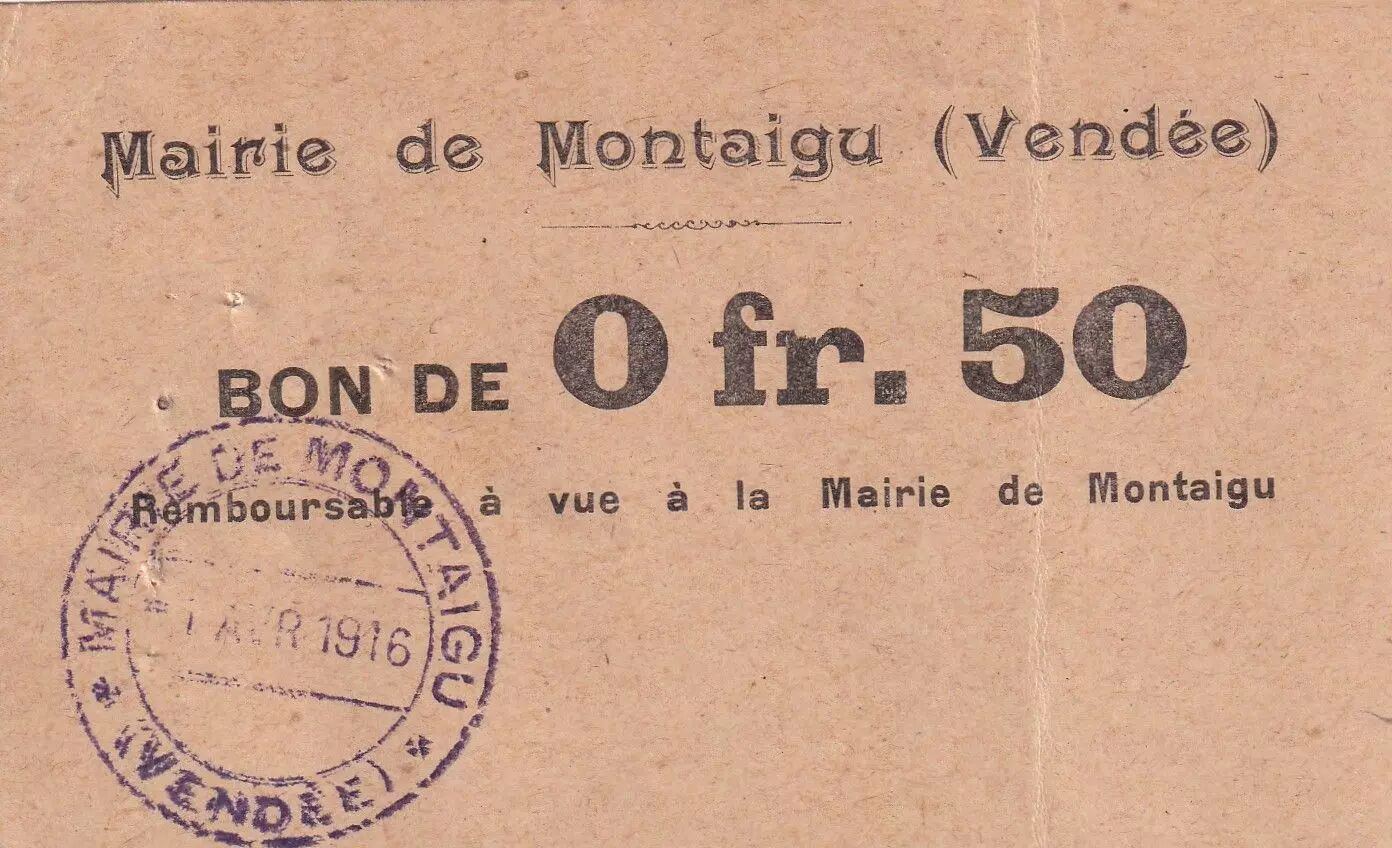 Mairie de Montaigu (Vendée)
BON DE 0 fr. 50
Remboursable à vue à la Mairie de Montaigu
MAIRIE DE MONTAIGU
AVR 1916
(VENDÉE)